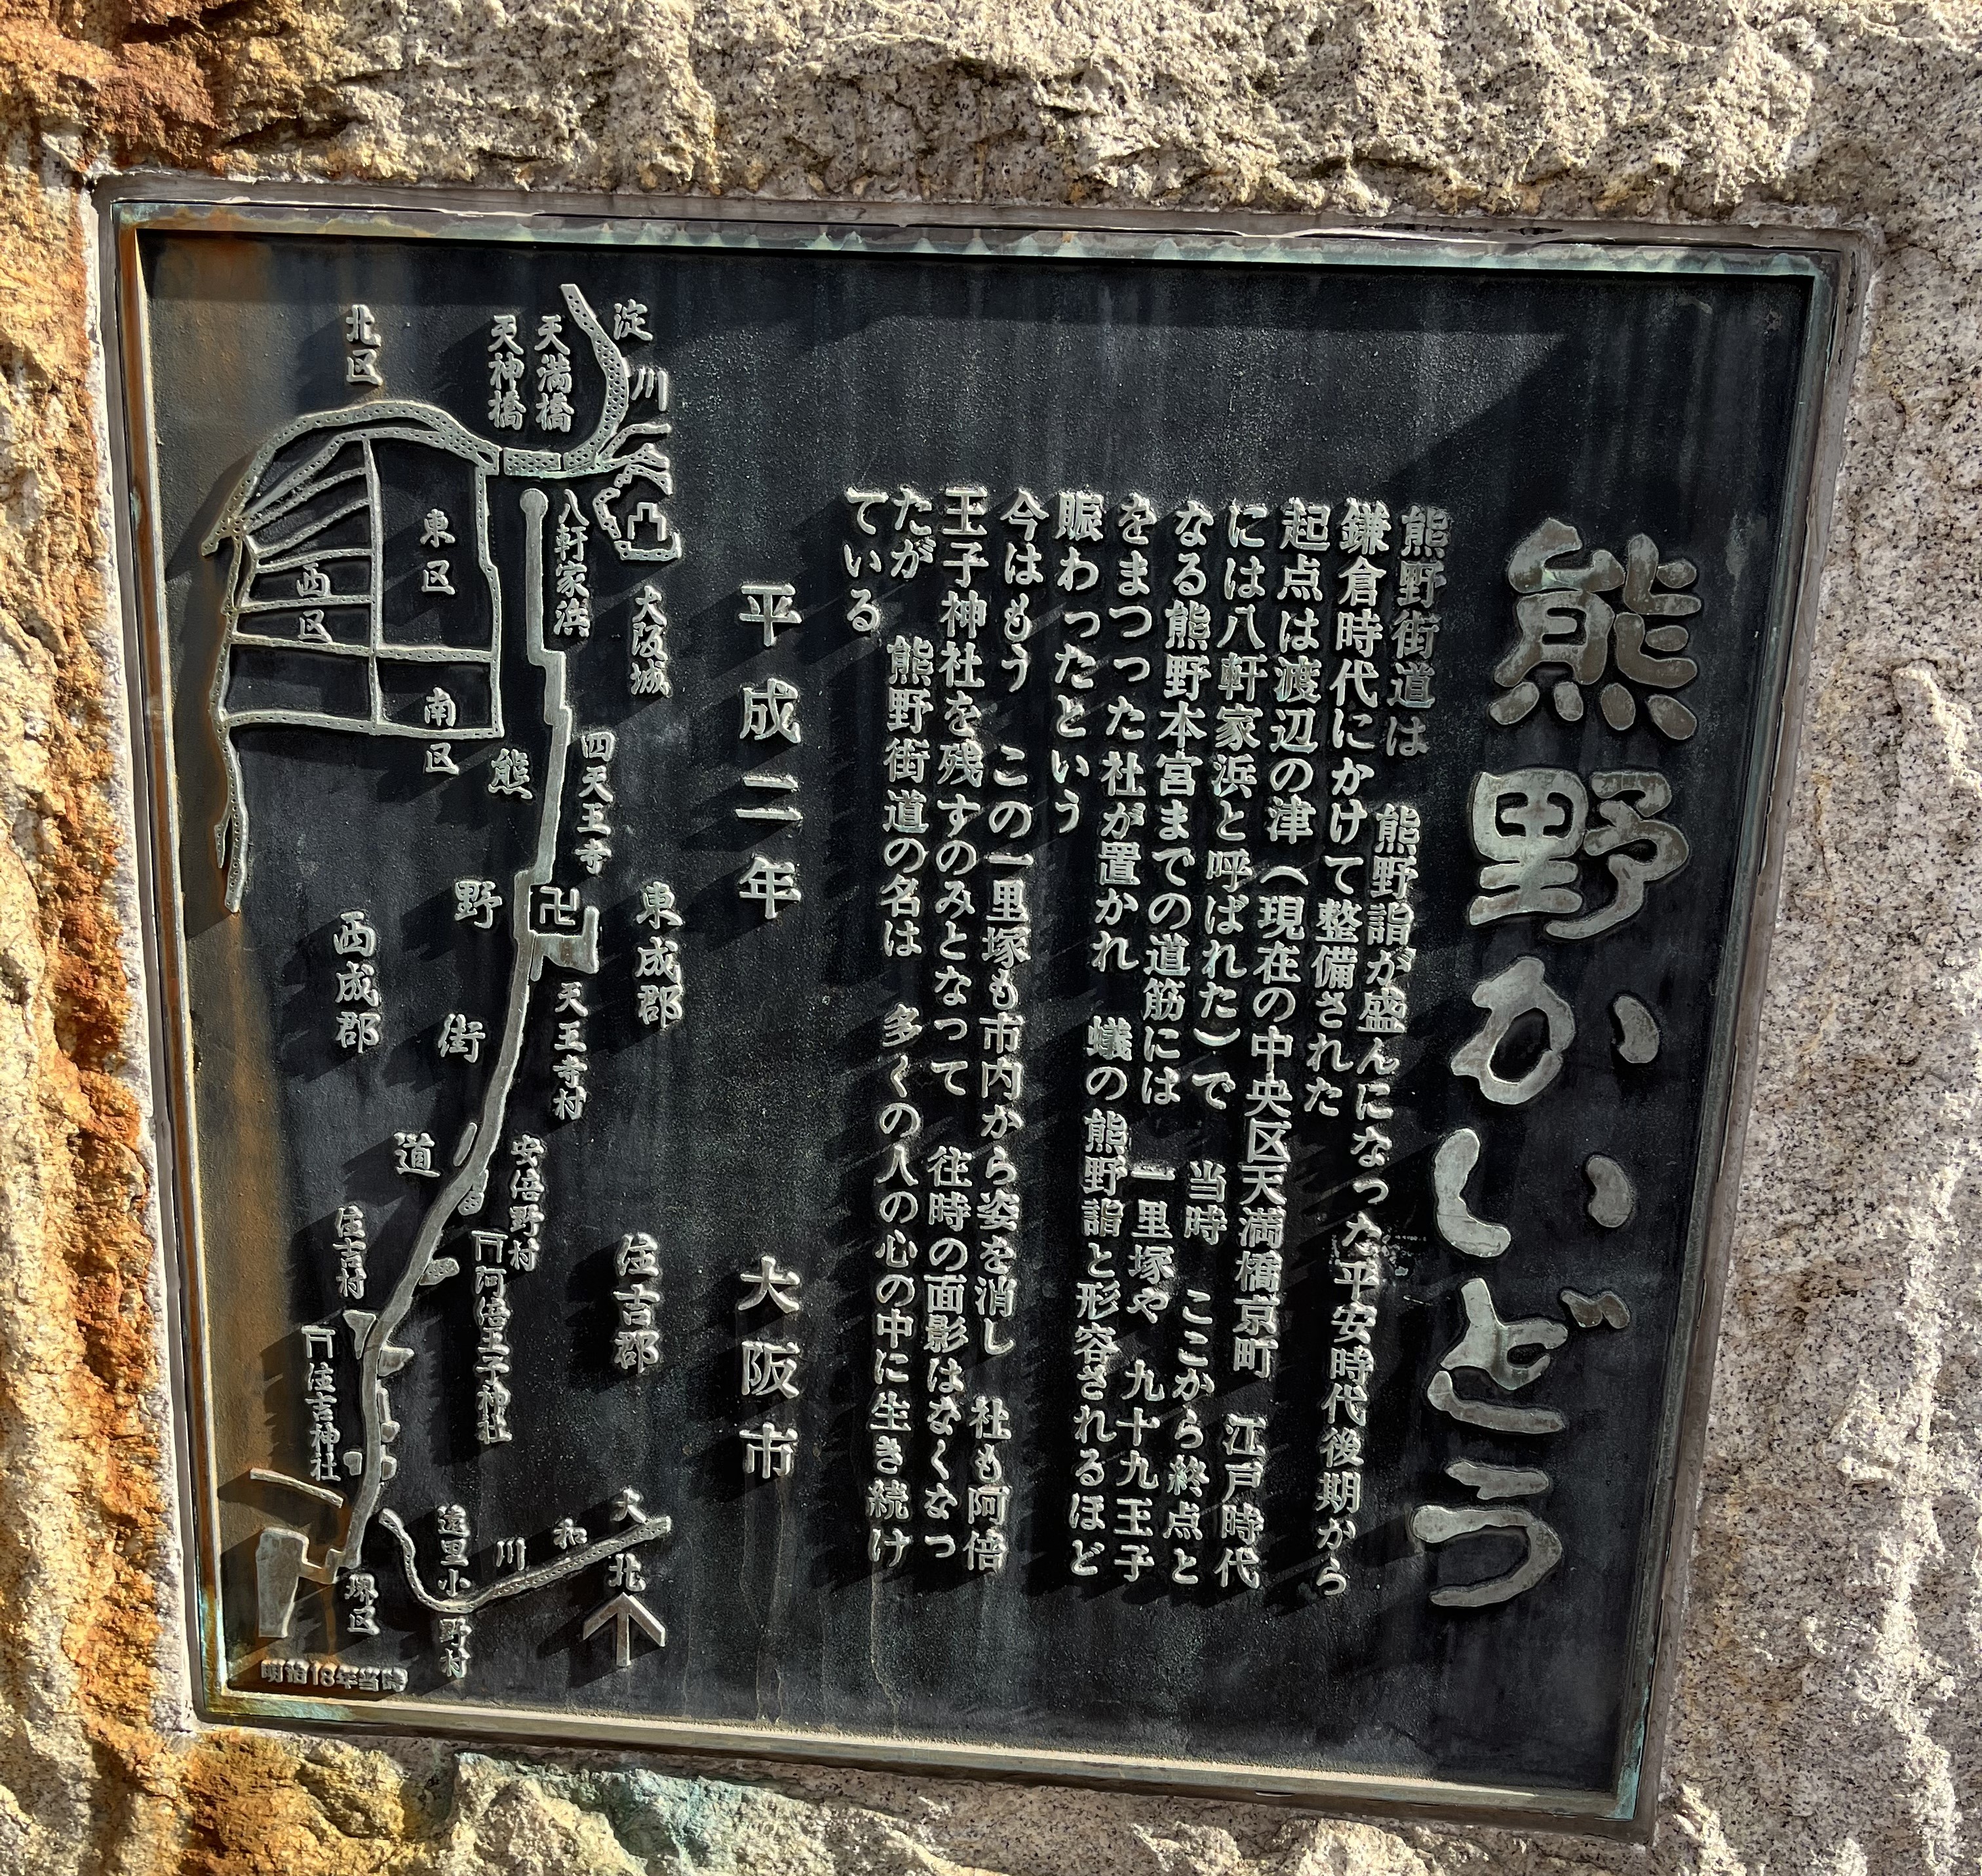 熊野かいどう
熊野街道は　熊野詣が盛んになった平安時代後期から
鎌倉時代にかけて整備された
起点は渡辺の津（現在の中央区天満橋京町　江戸時代
には八軒家浜と呼ばれた）で　当時　ここから終点と
なる熊野本宮までの道筋には　一里塚や　九十九王子
をまつった社が置かれ　蟻の熊野詣と形容されるほど
賑わったという
今はもう　この一里塚も市内から姿を消し　社も阿倍
王子神社を残すのみとなって　往時の面影はなくなっ
たが　熊野街道の名は　多くの人の心の中に生き続け
ている
平成二年　大阪市
淀川
天満橋
天神橋
北区
八軒家浜
大阪城
東区
西区
南区
四天王寺
熊野街道
東成郡
西成郡
天王寺村
安倍野村
阿倍王子神社
住吉郡
住吉村
住吉神社
大和川
遠里小野村
堺区
北
明治18年当時